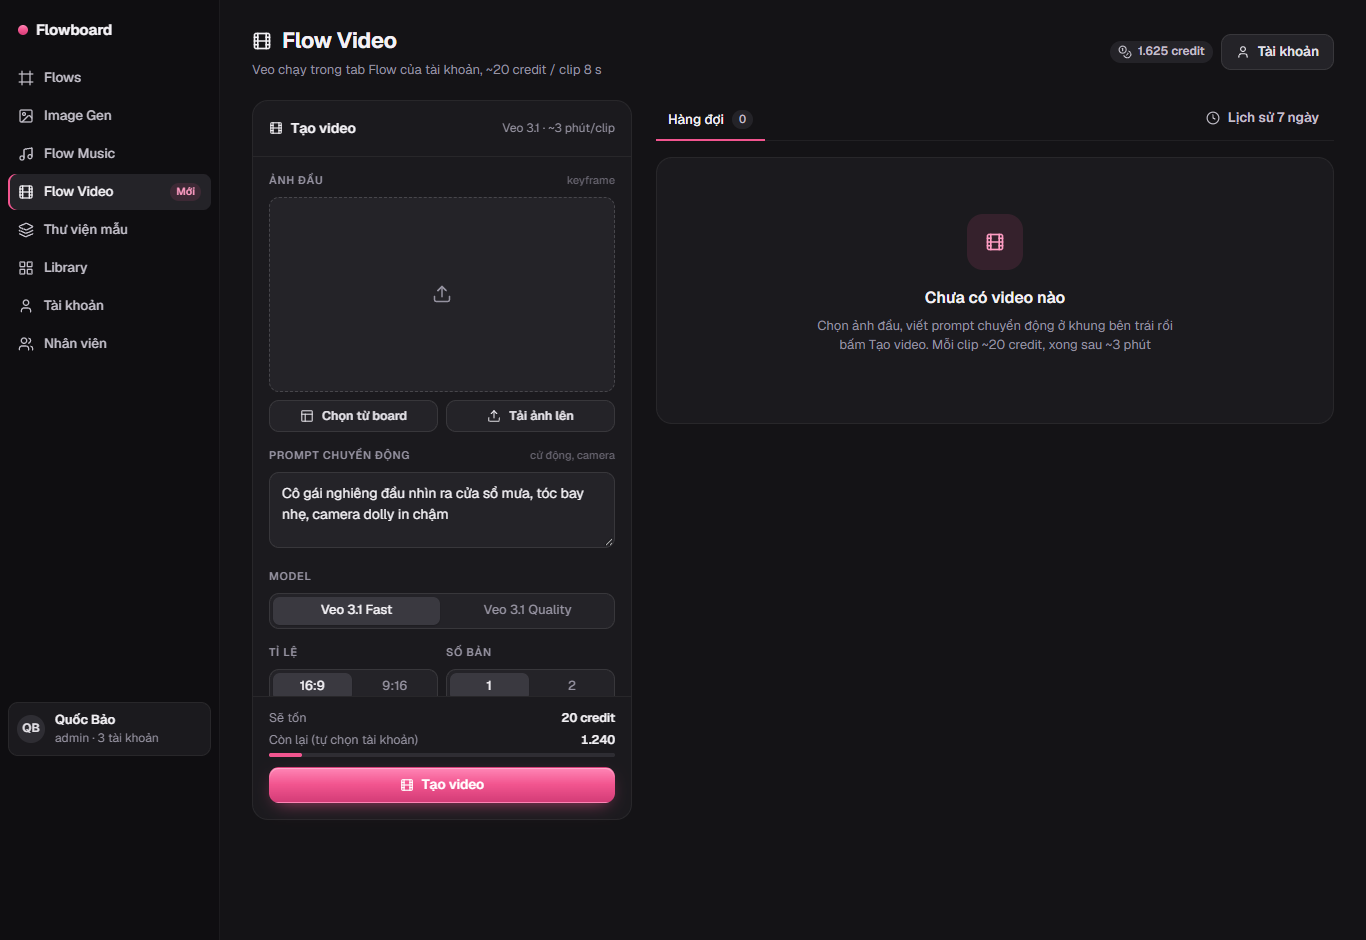 Flowboard
Flows
Image Gen
Flow Music
Flow Video
Mới
Thư viện mẫu
Library
Tài khoản
Nhân viên
QB
Quốc Bảo
admin · 3 tài khoản
Flow Video
Veo chạy trong tab Flow của tài khoản, ~20 credit / clip 8 s
1.625 credit
Tài khoản
Tạo video
Veo 3.1 · ~3 phút/clip
ẢNH ĐẦU
keyframe
Chọn từ board
Tải ảnh lên
PROMPT CHUYỂN ĐỘNG
cử động, camera
Cô gái nghiêng đầu nhìn ra cửa sổ mưa, tóc bay
nhẹ, camera dolly in chậm
MODEL
Veo 3.1 Fast
Veo 3.1 Quality
TỈ LỆ
SỐ BẢN
16:9
9:16
1
2
Sẽ tốn
20 credit
Còn lại (tự chọn tài khoản)
1.240
Tạo video
Hàng đợi
0
Lịch sử 7 ngày
Chưa có video nào
Chọn ảnh đầu, viết prompt chuyển động ở khung bên trái rồi
bấm Tạo video. Mỗi clip ~20 credit, xong sau ~3 phút